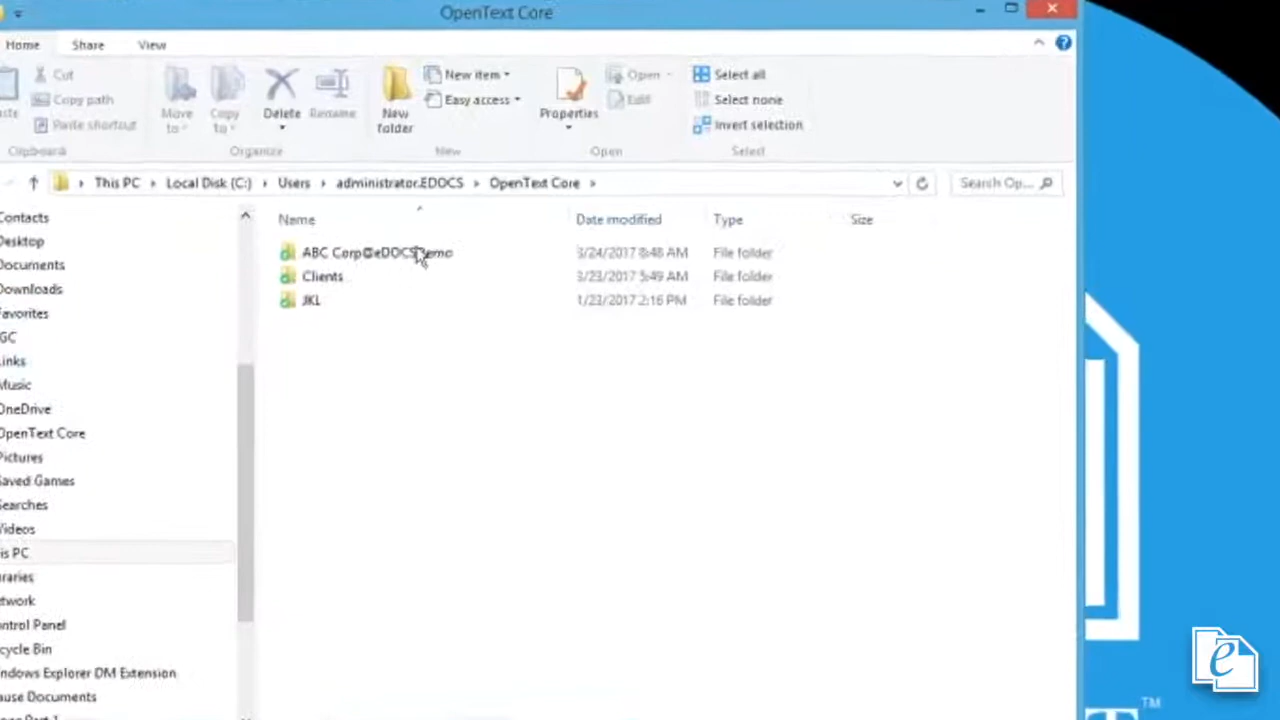 OpenText Core
Home Share View
Cut
Copy path
Paste shortcut
Clipboard
Move to
Copy to
Delete
Rename
Organize
New folder
New item
Easy access
New
Properties
Open
Edit
Open
Select all
Select none
Invert selection
Select
This PC Local Disk (C:) Users administrator.EDOCS OpenText Core
Search Op...
Name Date modified Type Size
ABC Corp@eDOCS emo 3/24/2017 8:48 AM File folder
Clients 3/23/2017 5:49 AM File folder
JKL 1/23/2017 2:16 PM File folder
Contacts
Desktop
Documents
Downloads
Favorites
GC
Links
Music
OneDrive
OpenText Core
Pictures
Saved Games
Searches
Videos
is PC
raries
twork
ntrol Panel
cycle Bin
ndows Explorer DM Extension
ause Documents
e
TM